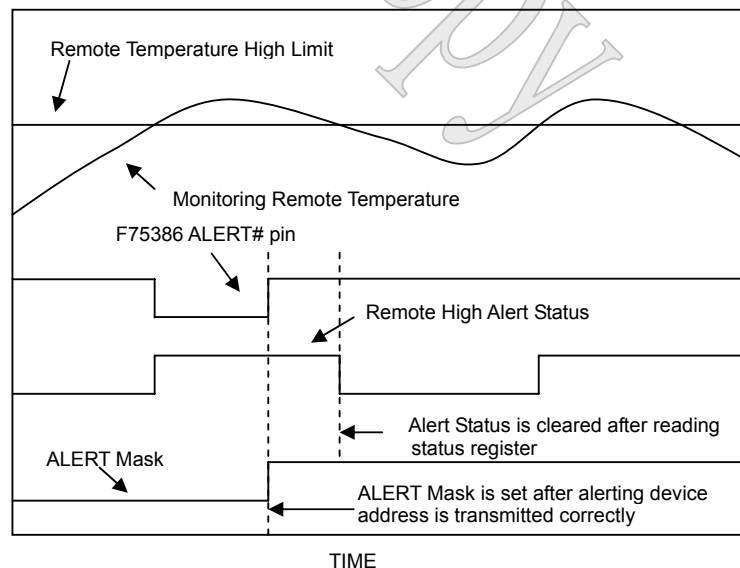 Remote Temperature High Limit
Monitoring Remote Temperature
F75386 ALERT# pin
Remote High Alert Status
Alert Status is cleared after reading
status register
ALERT Mask
ALERT Mask is set after alerting device
address is transmitted correctly
TIME
py